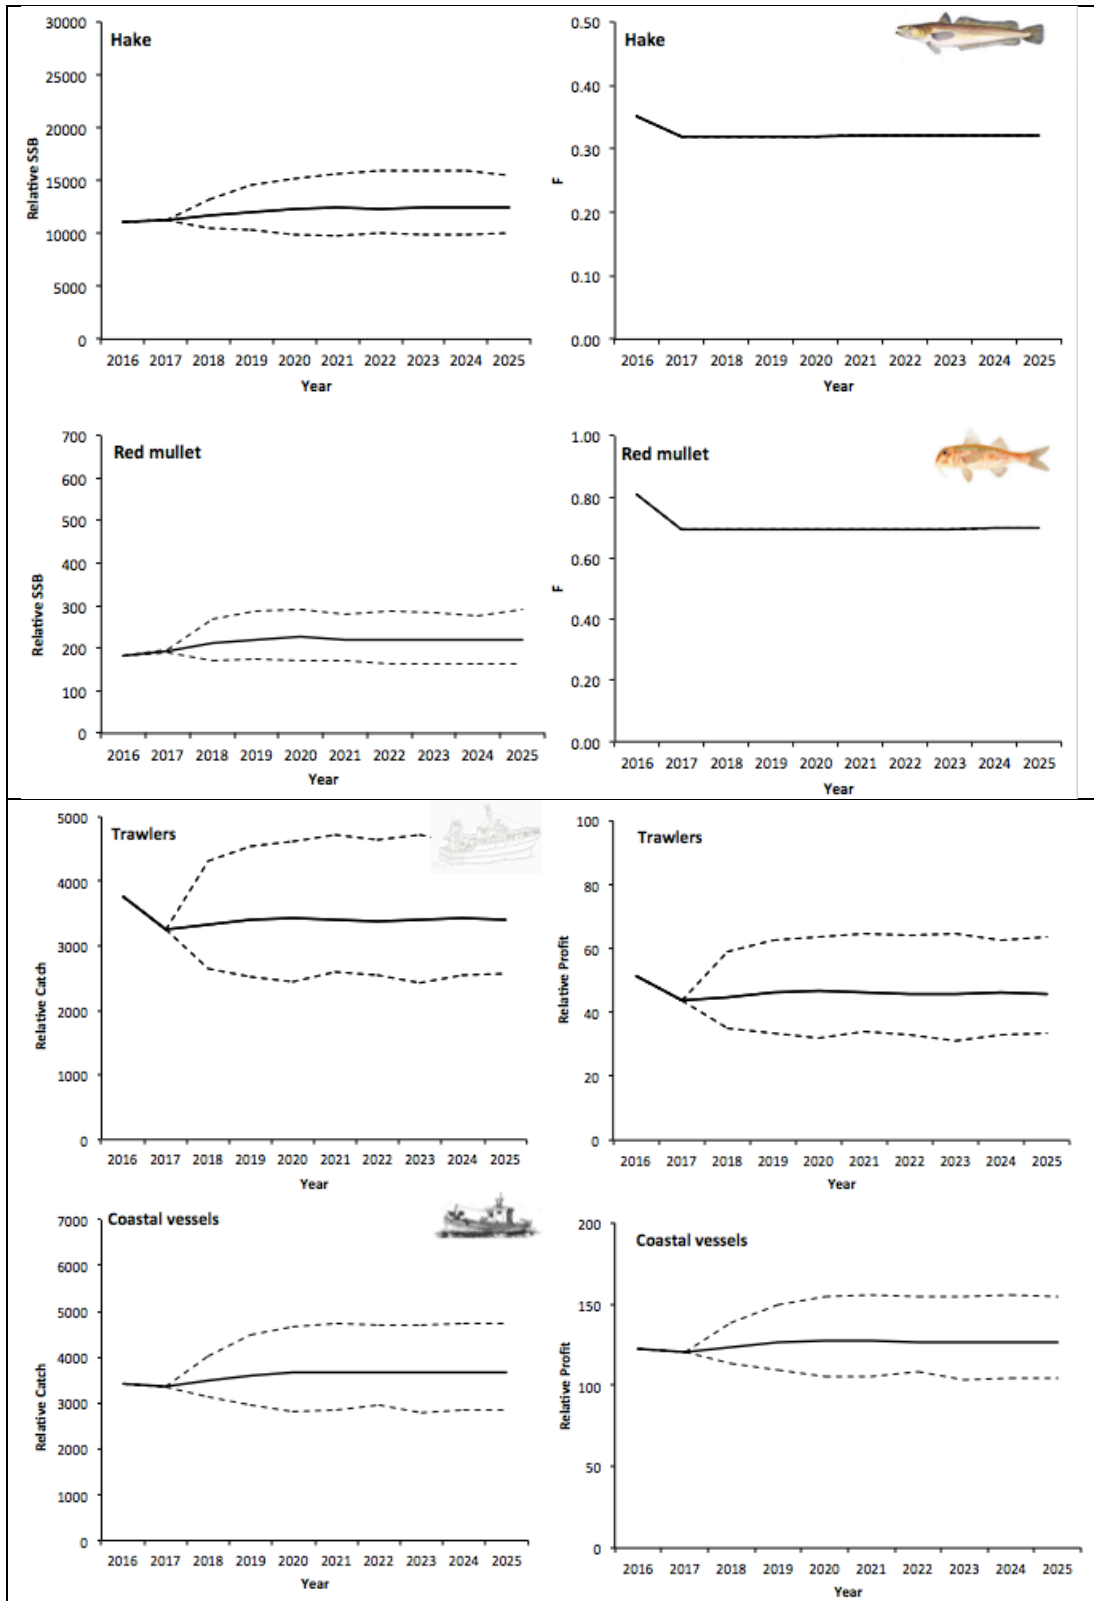 Hake
Relative SSB
30000
25000
20000
15000
10000
5000
0
2016 2017 2018 2019 2020 2021 2022 2023 2024 2025
Year
Hake
F
0.50
0.40
0.30
0.20
0.10
0.00
2016 2017 2018 2019 2020 2021 2022 2023 2024 2025
Year
Red mullet
Relative SSB
700
600
500
400
300
200
100
0
2016 2017 2018 2019 2020 2021 2022 2023 2024 2025
Year
Red mullet
F
1.00
0.80
0.60
0.40
0.20
0.00
2016 2017 2018 2019 2020 2021 2022 2023 2024 2025
Year
Trawlers
Relative Catch
5000
4000
3000
2000
1000
0
2016 2017 2018 2019 2020 2021 2022 2023 2024 2025
Year
Trawlers
Relative Profit
100
80
60
40
20
0
2016 2017 2018 2019 2020 2021 2022 2023 2024 2025
Year
Coastal vessels
Relative Catch
7000
6000
5000
4000
3000
2000
1000
0
2016 2017 2018 2019 2020 2021 2022 2023 2024 2025
Year
Coastal vessels
Relative Profit
200
150
100
50
0
2016 2017 2018 2019 2020 2021 2022 2023 2024 2025
Year